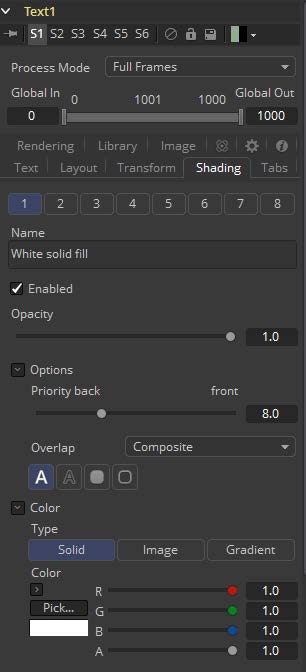 Text1
S1 S2 S3 S4 S5 S6
Process Mode Full Frames
Global In Global Out
0 1001 1000
0 1000
Rendering Library Image
Text Layout Transform Shading Tabs
1 2 3 4 5 6 7 8
Name
White solid fill
Enabled
Opacity
1.0
Options
Priority back front
8.0
Overlap Composite
A A
Color
Type
Solid Image Gradient
Color
R 1.0
Pick... G 1.0
B 1.0
A 1.0